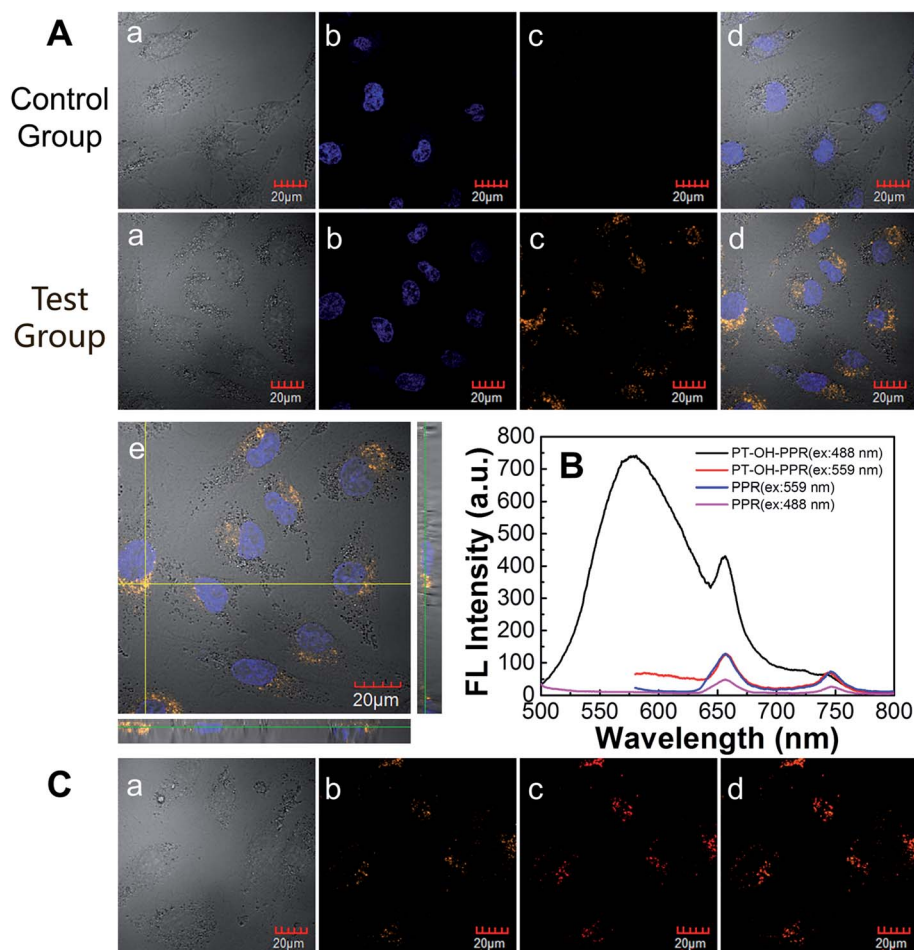 A
Control
Group
a
20μm
b
20μm
c
20μm
d
20μm
Test
Group
a
20μm
b
20μm
c
20μm
d
20μm
e
20μm
B
FL Intensity (a.u.)
800
700
600
500
400
300
200
100
0
PT-OH-PPR(ex:488 nm)
PT-OH-PPR(ex:559 nm)
PPR(ex:559 nm)
PPR(ex:488 nm)
500 550 600 650 700 750 800
Wavelength (nm)
C
a
20μm
b
20μm
c
20μm
d
20μm